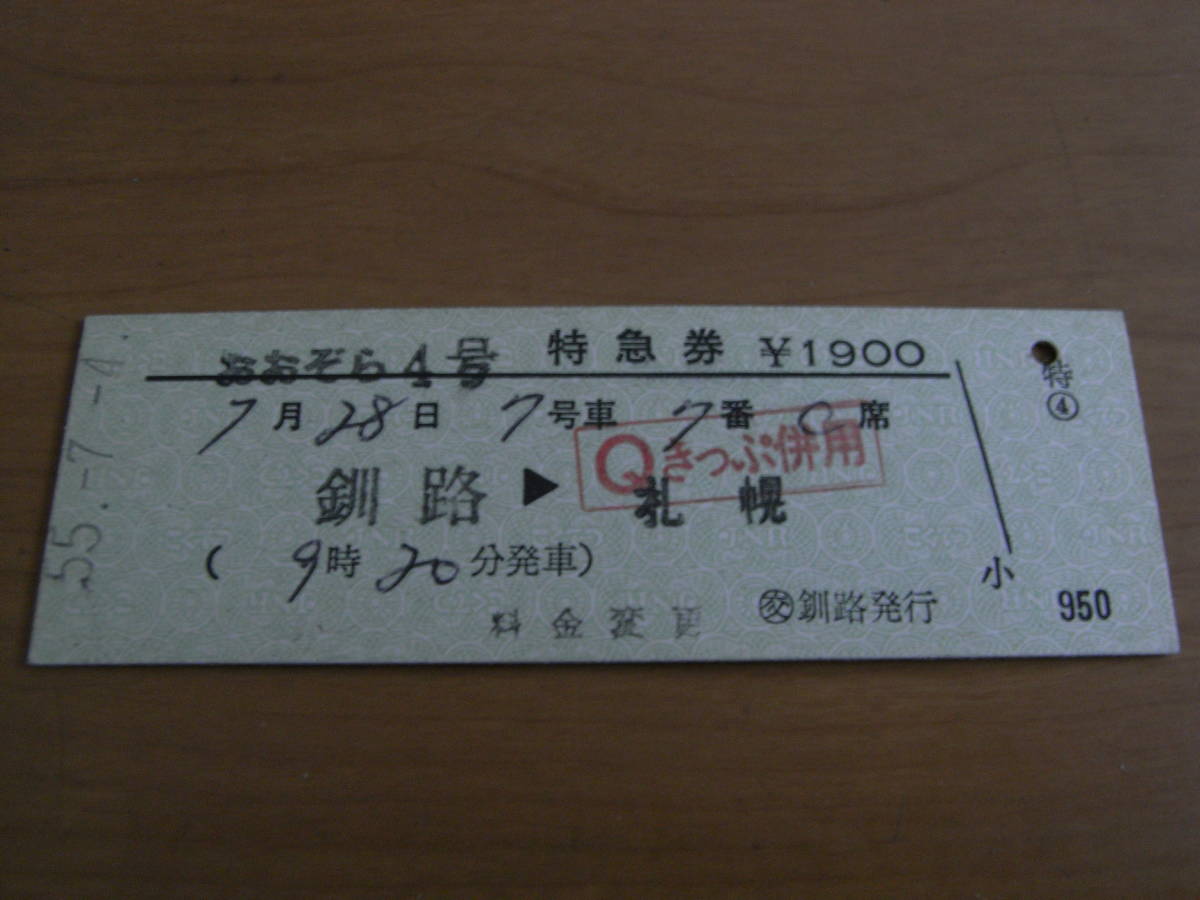 おおぞら4号 特急券 ¥1900
7月28日 7号車 7番 C席
Qきっぷ併用
釧路▶札幌
(9時20分発車)
料金変更
㋛釧路発行
小
特
④
950
55.-7.-4.